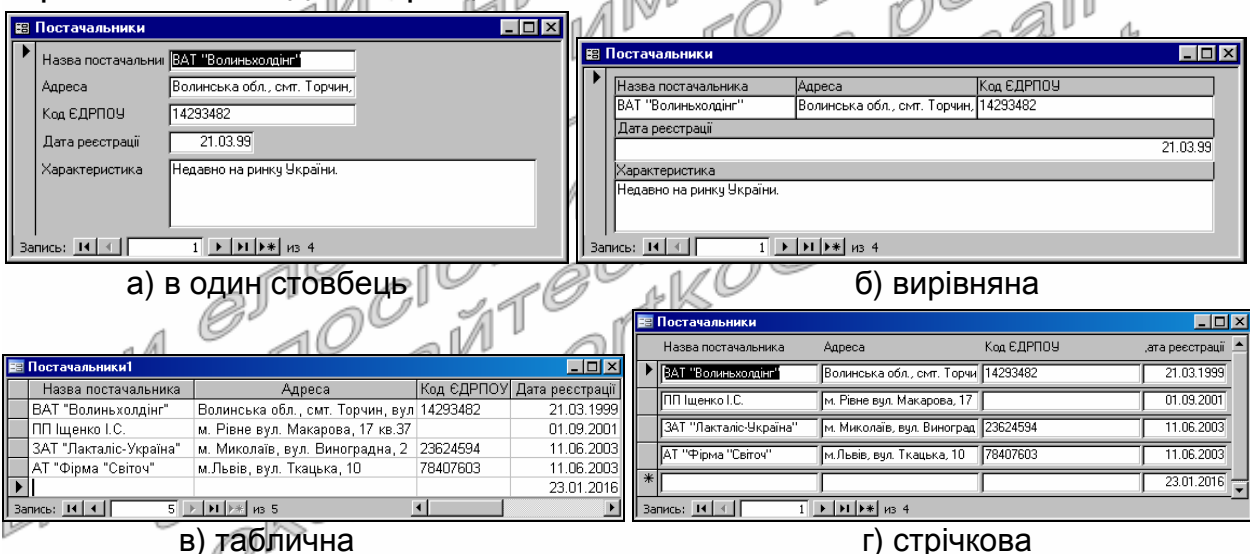 Постачальники
Назва постачальни ВАТ "Волиньхолдінг"
Адреса Волинська обл., смт. Торчин,
Код ЄДРПОУ 14293482
Дата реєстрації 21.03.99
Характеристика Недавно на ринку України.
Запись: 1 из 4
а) в один стовбець
Постачальники
Назва постачальника Адреса Код ЄДРПОУ
ВАТ "Волиньхолдінг" Волинська обл., смт. Торчин, 14293482
Дата реєстрації
21.03.99
Характеристика
Недавно на ринку України.
Запись: 1 из 4
б) вирівняна
Постачальники1
Назва постачальника Адреса Код ЄДРПОУ Дата реєстрації
ВАТ "Волиньхолдінг" Волинська обл., смт. Торчин, вул 14293482 21.03.1999
ПП Іщенко І.С. м. Рівне вул. Макарова, 17 кв.37 01.09.2001
ЗАТ "Лакталіс-Україна" м. Миколаїв, вул. Виноградна, 2 23624594 11.06.2003
АТ "Фірма "Світоч" м.Львів, вул. Ткацька, 10 78407603 11.06.2003
23.01.2016
Запись: 5 из 5
в) таблична
Постачальники
Назва постачальника Адреса Код ЄДРПОУ ата реєстрації
ВАТ "Волиньхолдінг" Волинська обл., смт. Торчи 14293482 21.03.1999
ПП Іщенко І.С. м. Рівне вул. Макарова, 17 01.09.2001
ЗАТ "Лакталіс-Україна" м. Миколаїв, вул. Виноград 23624594 11.06.2003
АТ "Фірма "Світоч" м.Львів, вул. Ткацька, 10 78407603 11.06.2003
23.01.2016
Запись: 1 из 4
г) стрічкова